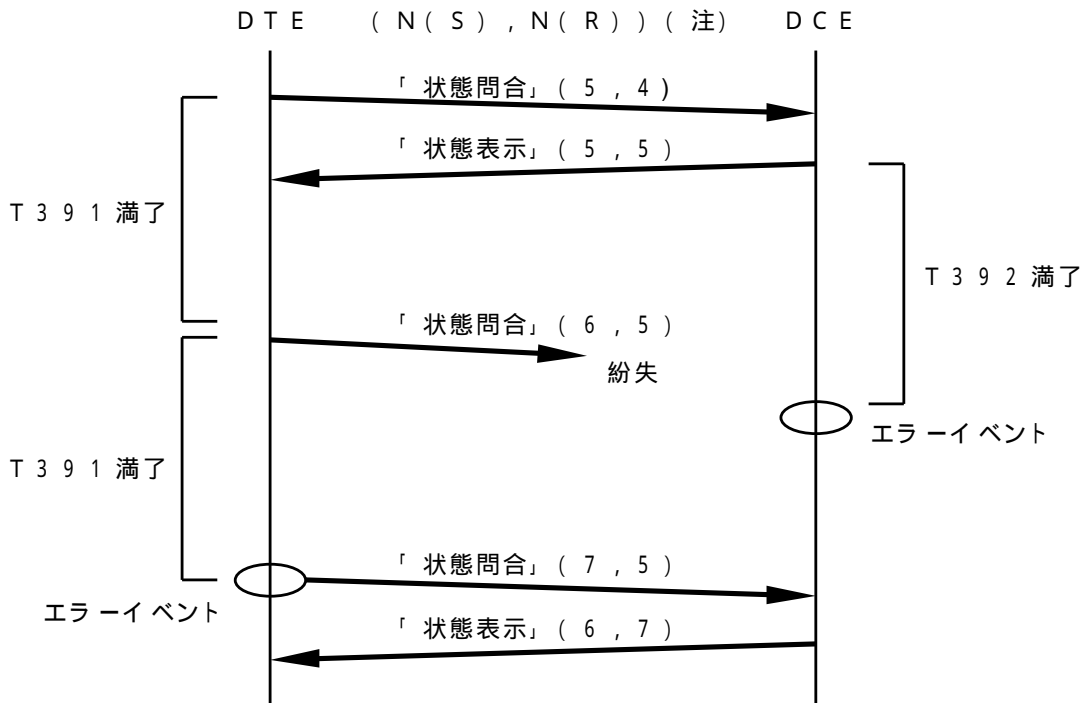 DTE (N(S),N(R))(注) DCE
「状態問合」(5,4)
「状態表示」(5,5)
T391満了
T392満了
「状態問合」(6,5)
紛失
エラーイベント
T391満了
「状態問合」(7,5)
エラーイベント
「状態表示」(6,7)